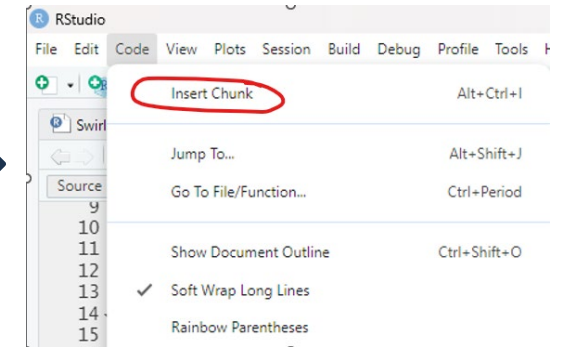 RStudio
File Edit Code View Plots Session Build Debug Profile Tools
Insert Chunk Alt+Ctrl+I
Swirl
Jump To... Alt+Shift+J
Source
Go To File/Function... Ctrl+Period
9
10
11
Show Document Outline Ctrl+Shift+O
12
13 Soft Wrap Long Lines
14
15 Rainbow Parentheses